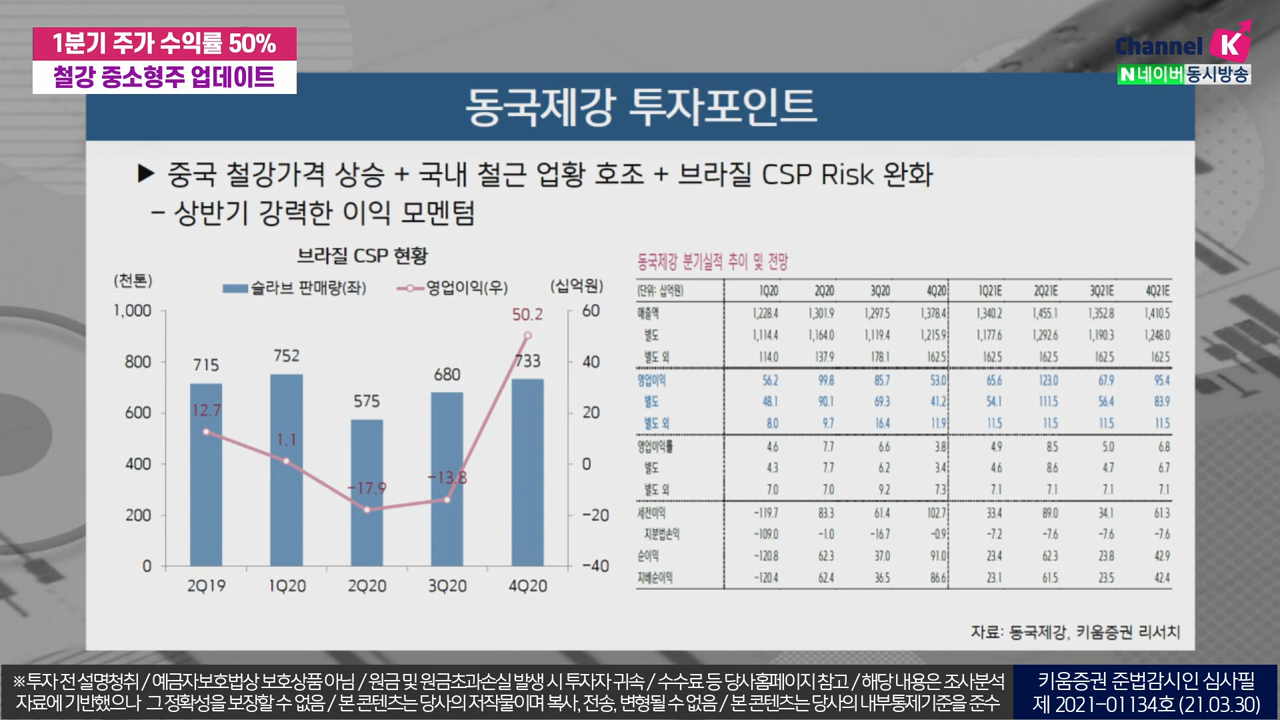 1분기 주가 수익률 50%
철강 중소형주 업데이트
Channel K
N 네이버 동시방송
동국제강 투자포인트
▶ 중국 철강가격 상승 + 국내 철근 업황 호조 + 브라질 CSP Risk 완화
– 상반기 강력한 이익 모멘텀
브라질 CSP 현황
(천톤) 슬라브 판매량(좌) 영업이익(우) (십억원)
1,000 800 600 400 200 0
715 752 575 680 733
12.7 1.1 -17.9 -13.8 50.2
60 40 20 0 -20 -40
2Q19 1Q20 2Q20 3Q20 4Q20
동국제강 분기실적 추이 및 전망
(단위: 십억원) 1Q20 2Q20 3Q20 4Q20 1Q21E 2Q21E 3Q21E 4Q21E
매출액 1,228.4 1,301.9 1,297.5 1,378.4 1,340.2 1,455.1 1,352.8 1,410.5
별도 1,114.4 1,164.0 1,119.4 1,215.9 1,177.6 1,292.6 1,190.3 1,248.0
별도 외 114.0 137.9 178.1 162.5 162.5 162.5 162.5 162.5
영업이익 56.2 99.8 85.7 53.0 65.6 123.0 67.9 95.4
별도 48.1 90.1 69.3 41.2 54.1 111.5 56.4 83.9
별도 외 8.0 9.7 16.4 11.9 11.5 11.5 11.5 11.5
영업이익률 4.6 7.7 6.6 3.8 4.9 8.5 5.0 6.8
별도 4.3 7.7 6.2 3.4 4.6 8.6 4.7 6.7
별도 외 7.0 7.0 9.2 7.3 7.1 7.1 7.1 7.1
세전이익 -119.7 83.3 61.4 102.7 33.4 89.0 34.1 61.3
지분법손익 -109.0 -1.0 -16.7 -0.9 -7.2 -7.6 -7.6 -7.6
순이익 -120.8 62.3 37.0 91.0 23.4 62.3 23.8 42.9
지배순이익 -120.4 62.4 36.5 86.6 23.1 61.5 23.5 42.4
자료: 동국제강, 키움증권 리서치
※ 투자 전 설명청취 / 예금자보호법상 보호상품 아님 / 원금 및 원금초과손실 발생 시 투자자 귀속 / 수수료 등 당사홈페이지 참고 / 해당 내용은 조사분석
자료에 기반했으나 그 정확성을 보장할 수 없음 / 본 콘텐츠는 당사의 저작물이며 복사, 전송, 변형될 수 없음 / 본 콘텐츠는 당사의 내부통제기준을 준수
키움증권 준법감시인 심사필
제 2021-01134호 (21.03.30)